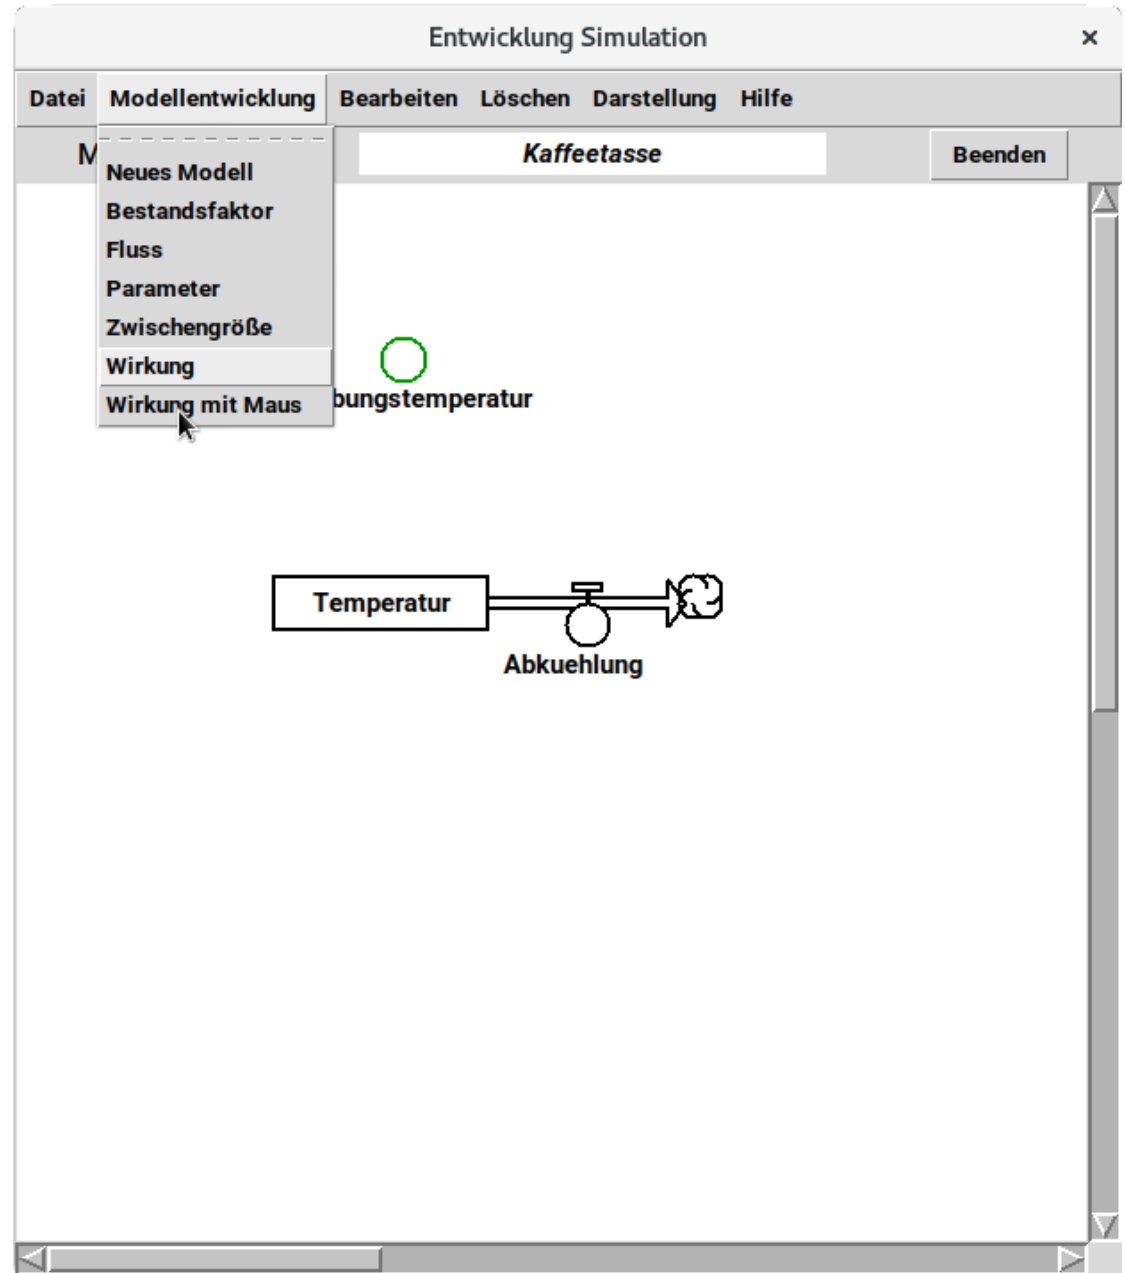 Entwicklung Simulation
Datei Modellentwicklung Bearbeiten Löschen Darstellung Hilfe
Kaffeetasse Beenden
Neues Modell
Bestandsfaktor
Fluss
Parameter
Zwischengröße
Wirkung
Wirkung mit Maus
bungstemperatur
Temperatur
Abkuehlung